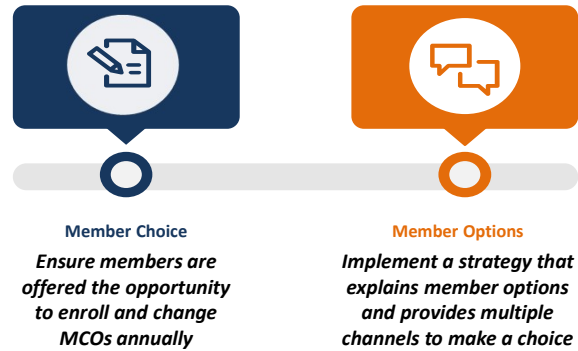 Member Choice
Ensure members are
offered the opportunity
to enroll and change
MCOs annually
Member Options
Implement a strategy that
explains member options
and provides multiple
channels to make a choice